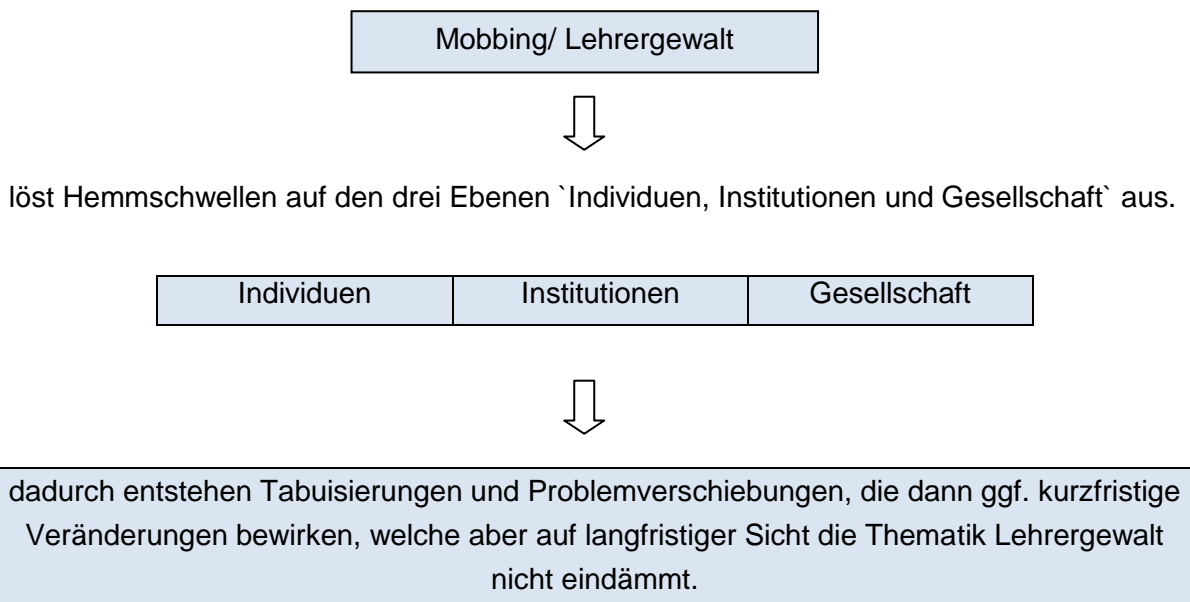 Mobbing/ Lehrergewalt
löst Hemmschwellen auf den drei Ebenen `Individuen, Institutionen und Gesellschaft` aus.
Individuen Institutionen Gesellschaft
dadurch entstehen Tabuisierungen und Problemverschiebungen, die dann ggf. kurzfristige
Veränderungen bewirken, welche aber auf langfristiger Sicht die Thematik Lehrergewalt
nicht eindämmt.